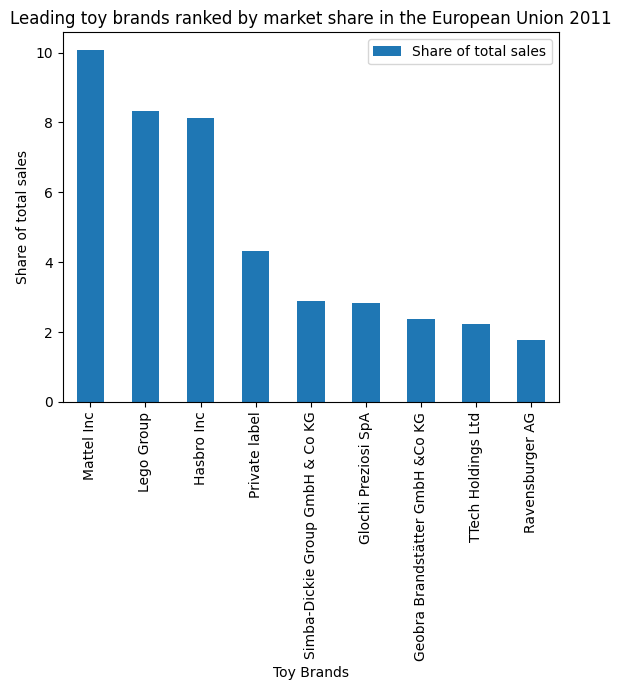 Leading toy brands ranked by market share in the European Union 2011
Share of total sales
Share of total sales
10
8
6
4
2
0
Mattel Inc
Lego Group
Hasbro Inc
Private label
Simba-Dickie Group GmbH & Co KG
Glochi Preziosi SpA
Geobra Brandstätter GmbH &Co KG
TTech Holdings Ltd
Ravensburger AG
Toy Brands